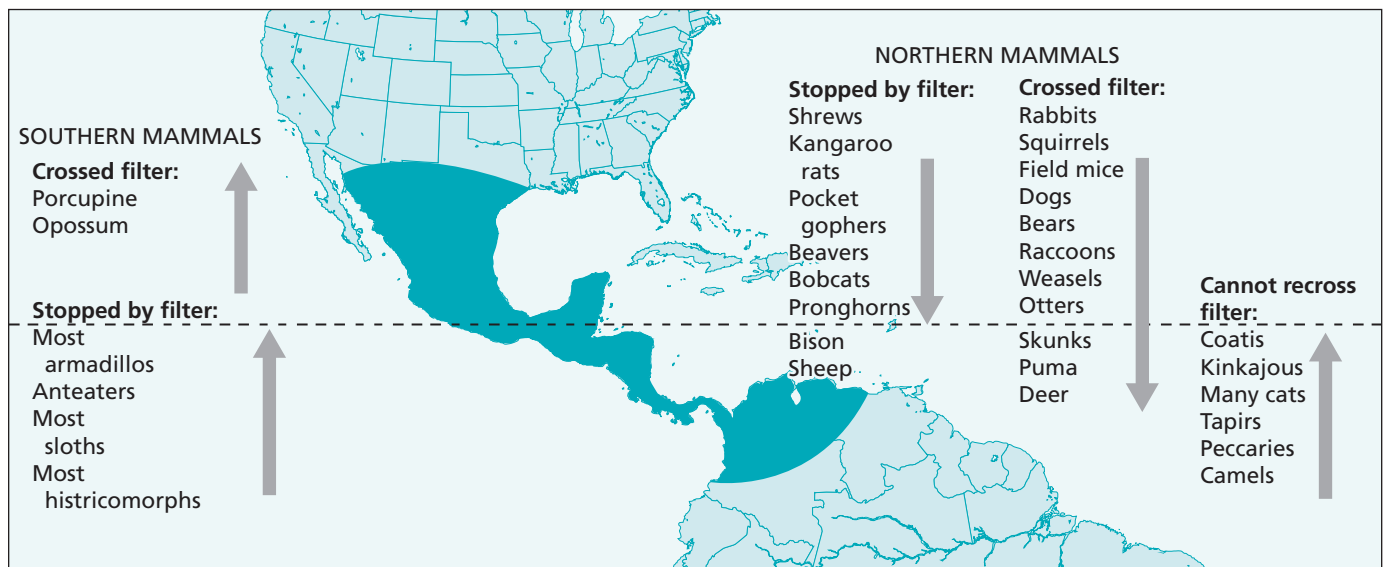 SOUTHERN MAMMALS
Crossed filter:
Porcupine
Opossum
Stopped by filter:
Most
armadillos
Anteaters
Most
sloths
Most
histricomorphs
NORTHERN MAMMALS
Stopped by filter:
Shrews
Kangaroo
rats
Pocket
gophers
Beavers
Bobcats
Pronghorns
Bison
Sheep
Crossed filter:
Rabbits
Squirrels
Field mice
Dogs
Bears
Raccoons
Weasels
Otters
Skunks
Puma
Deer
Cannot recross
filter:
Coatis
Kinkajous
Many cats
Tapirs
Peccaries
Camels